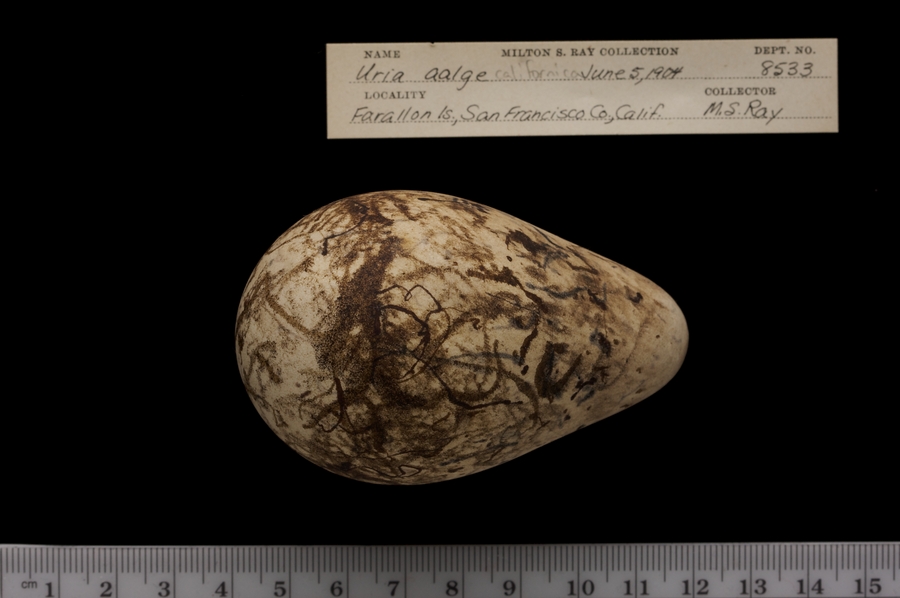 NAME MILTON S. RAY COLLECTION DEPT. NO.
Uria aalge californica June 5, 1904 8533
LOCALITY COLLECTOR
Farallon Is., San Francisco Co., Calif. M.S. Ray
cm 1 2 3 4 5 6 7 8 9 10 11 12 13 14 15